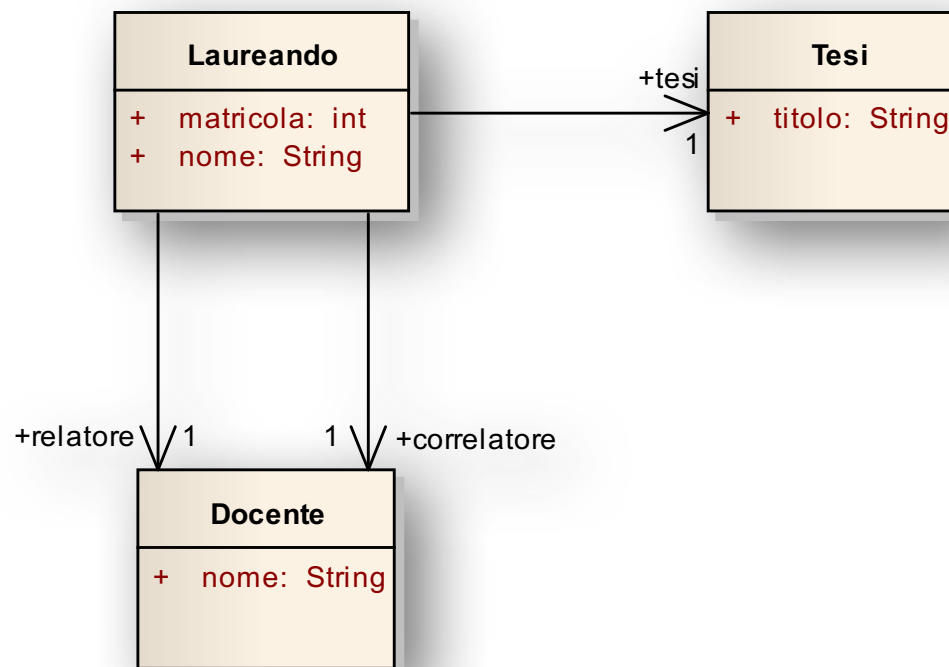 Laureando
+ matricola: int
+ nome: String
+tesi
1
Tesi
+ titolo: String
+relatore
1
1
+correlatore
Docente
+ nome: String